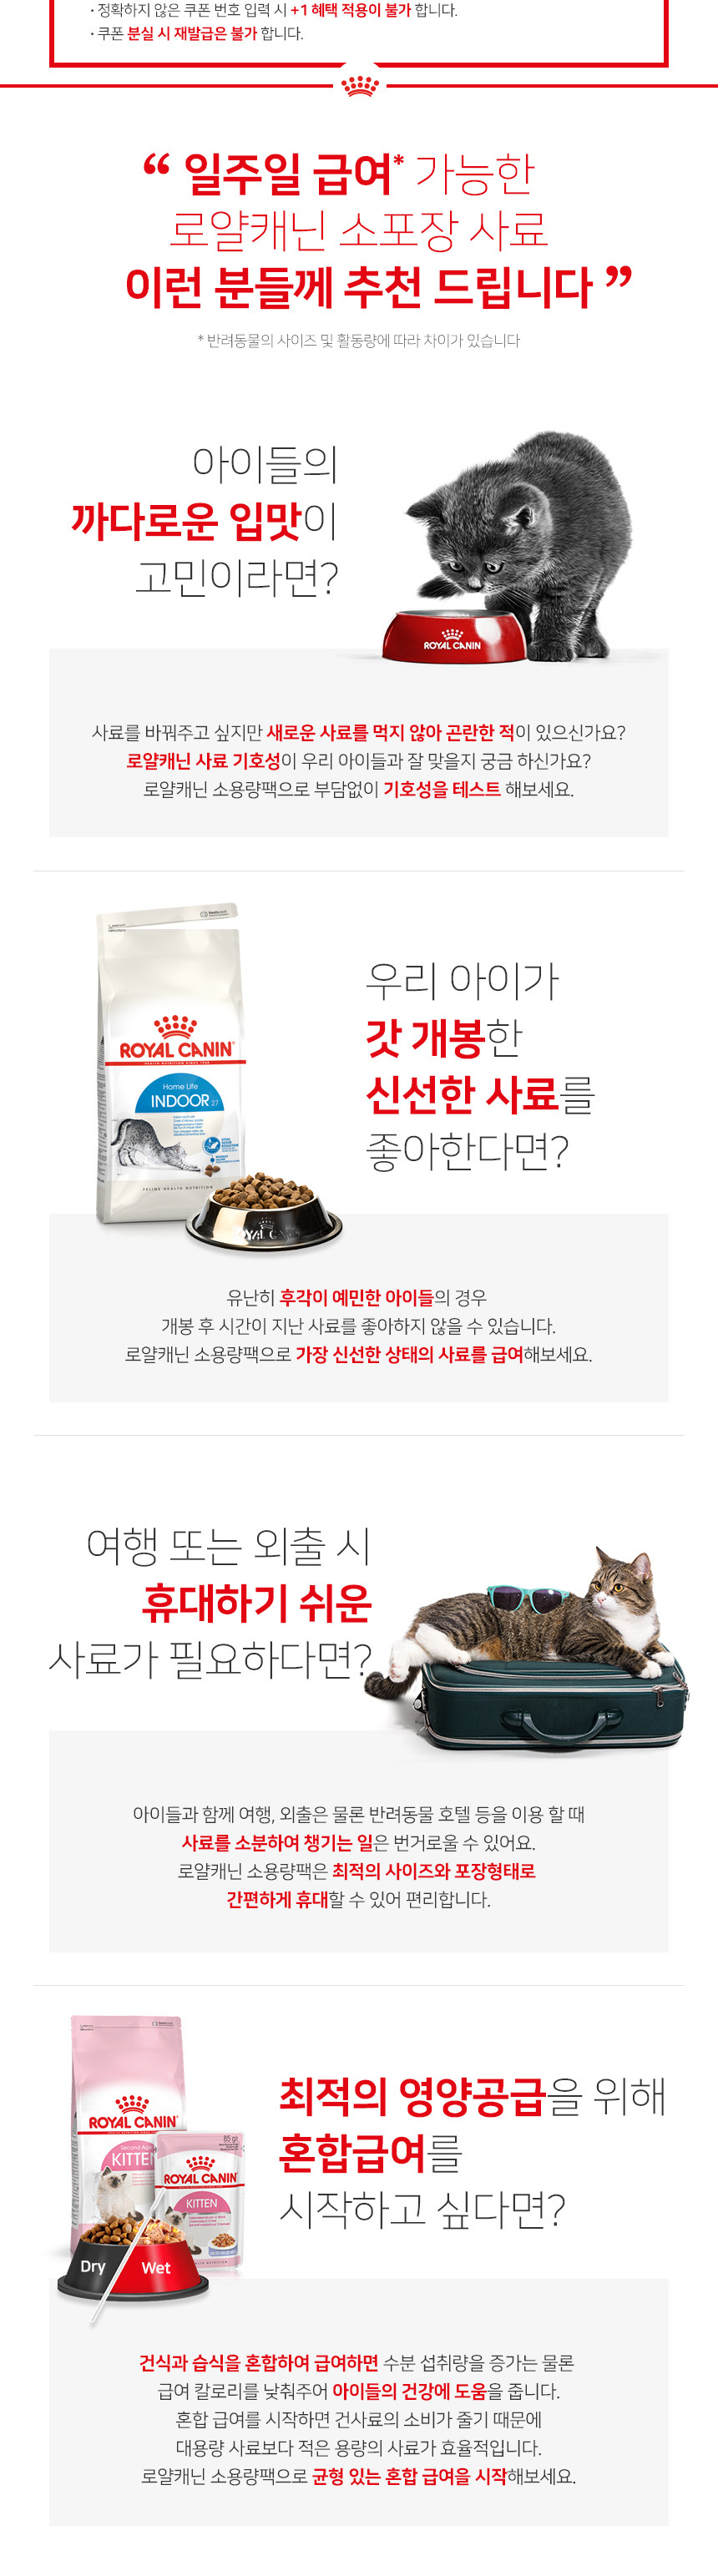 · 정확하지 않은 쿠폰 번호 입력 시 +1 혜택 적용이 불가 합니다.
· 쿠폰 분실 시 재발급은 불가 합니다.
“ 일주일 급여* 가능한
로얄캐닌 소포장 사료
이런 분들께 추천 드립니다 ”
* 반려동물의 사이즈 및 활동량에 따라 차이가 있습니다
아이들의
까다로운 입맛이
고민이라면?
ROYAL CANIN
사료를 바꿔주고 싶지만 새로운 사료를 먹지 않아 곤란한 적이 있으신가요?
로얄캐닌 사료 기호성이 우리 아이들과 잘 맞을지 궁금 하신가요?
로얄캐닌 소용량팩으로 부담없이 기호성을 테스트 해보세요.
ROYAL CANIN
Home Life
INDOOR 27
FELINE HEALTH NUTRITION
우리 아이가
갓 개봉한
신선한 사료를
좋아한다면?
유난히 후각이 예민한 아이들의 경우
개봉 후 시간이 지난 사료를 좋아하지 않을 수 있습니다.
로얄캐닌 소용량팩으로 가장 신선한 상태의 사료를 급여해보세요.
여행 또는 외출 시
휴대하기 쉬운
사료가 필요하다면?
아이들과 함께 여행, 외출은 물론 반려동물 호텔 등을 이용 할 때
사료를 소분하여 챙기는 일은 번거로울 수 있어요.
로얄캐닌 소용량팩은 최적의 사이즈와 포장형태로
간편하게 휴대할 수 있어 편리합니다.
ROYAL CANIN
Second Age
KITTEN
85 g
ROYAL CANIN
KITTEN
Dry
Wet
최적의 영양공급을 위해
혼합급여를
시작하고 싶다면?
건식과 습식을 혼합하여 급여하면 수분 섭취량을 증가는 물론
급여 칼로리를 낮춰주어 아이들의 건강에 도움을 줍니다.
혼합 급여를 시작하면 건사료의 소비가 줄기 때문에
대용량 사료보다 적은 용량의 사료가 효율적입니다.
로얄캐닌 소용량팩으로 균형 있는 혼합 급여을 시작해보세요.